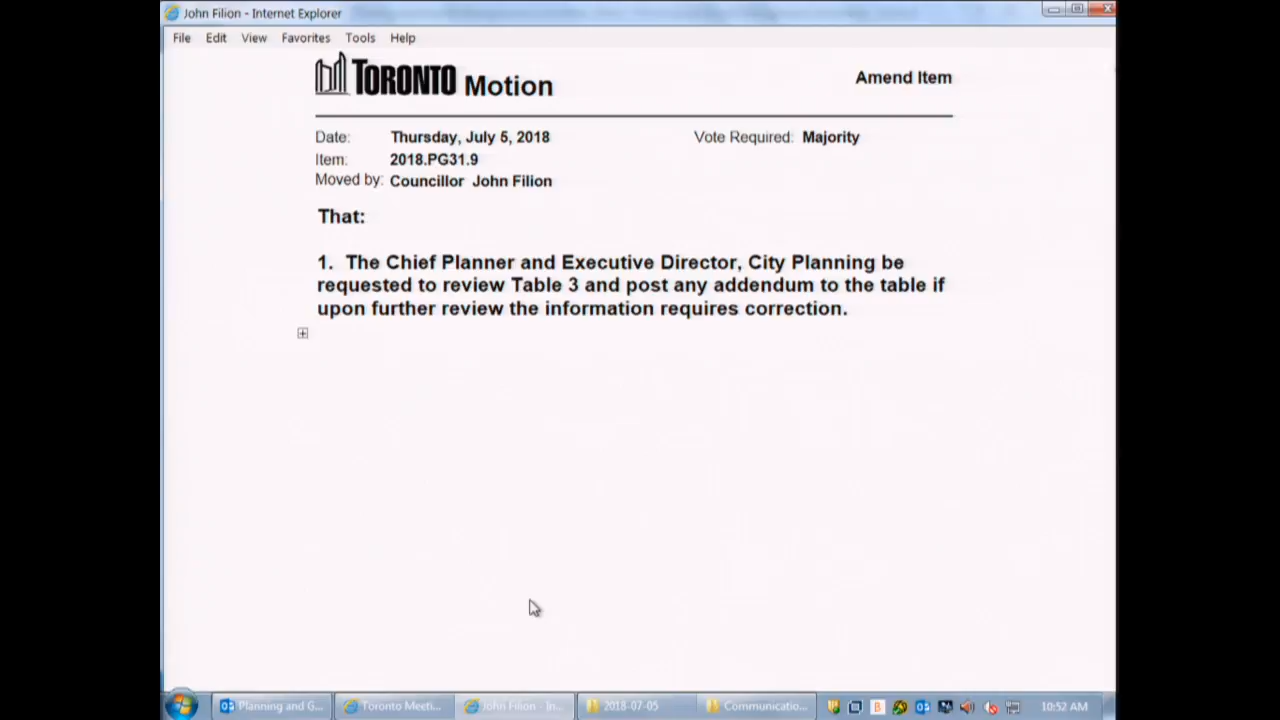 John Filion - Internet Explorer
File Edit View Favorites Tools Help
TORONTO Motion
Amend Item
Date: Thursday, July 5, 2018
Vote Required: Majority
Item: 2018.PG31.9
Moved by: Councillor John Filion
That:
1. The Chief Planner and Executive Director, City Planning be
requested to review Table 3 and post any addendum to the table if
upon further review the information requires correction.
Planning and G... Toronto Meeti... John Filion - In... 2018-07-05 Communicatio... 10:52 AM